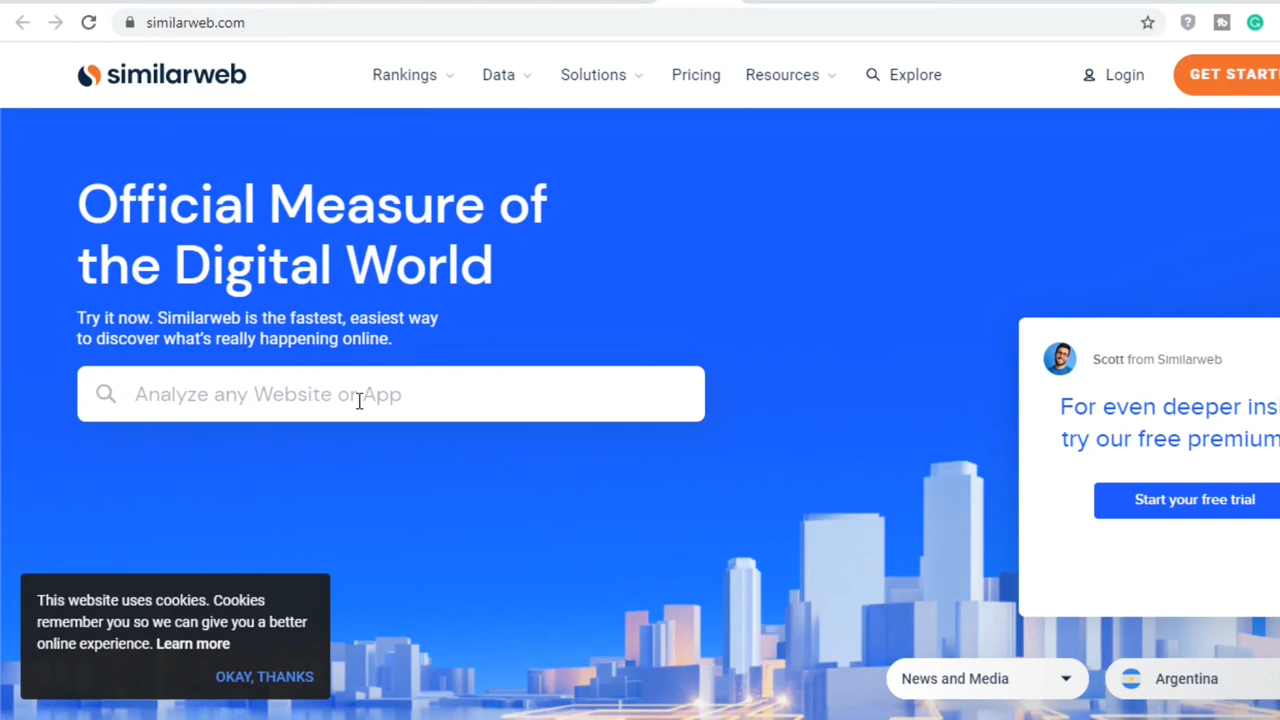 similarweb.com
similarweb
Rankings
Data
Solutions
Pricing
Resources
Explore
Login
GET START
Official Measure of
the Digital World
Try it now. Similarweb is the fastest, easiest way
to discover what's really happening online.
Analyze any Website or App
Scott from Similarweb
For even deeper insi
try our free premium
Start your free trial
This website uses cookies. Cookies
remember you so we can give you a better
online experience. Learn more
OKAY, THANKS
News and Media
Argentina